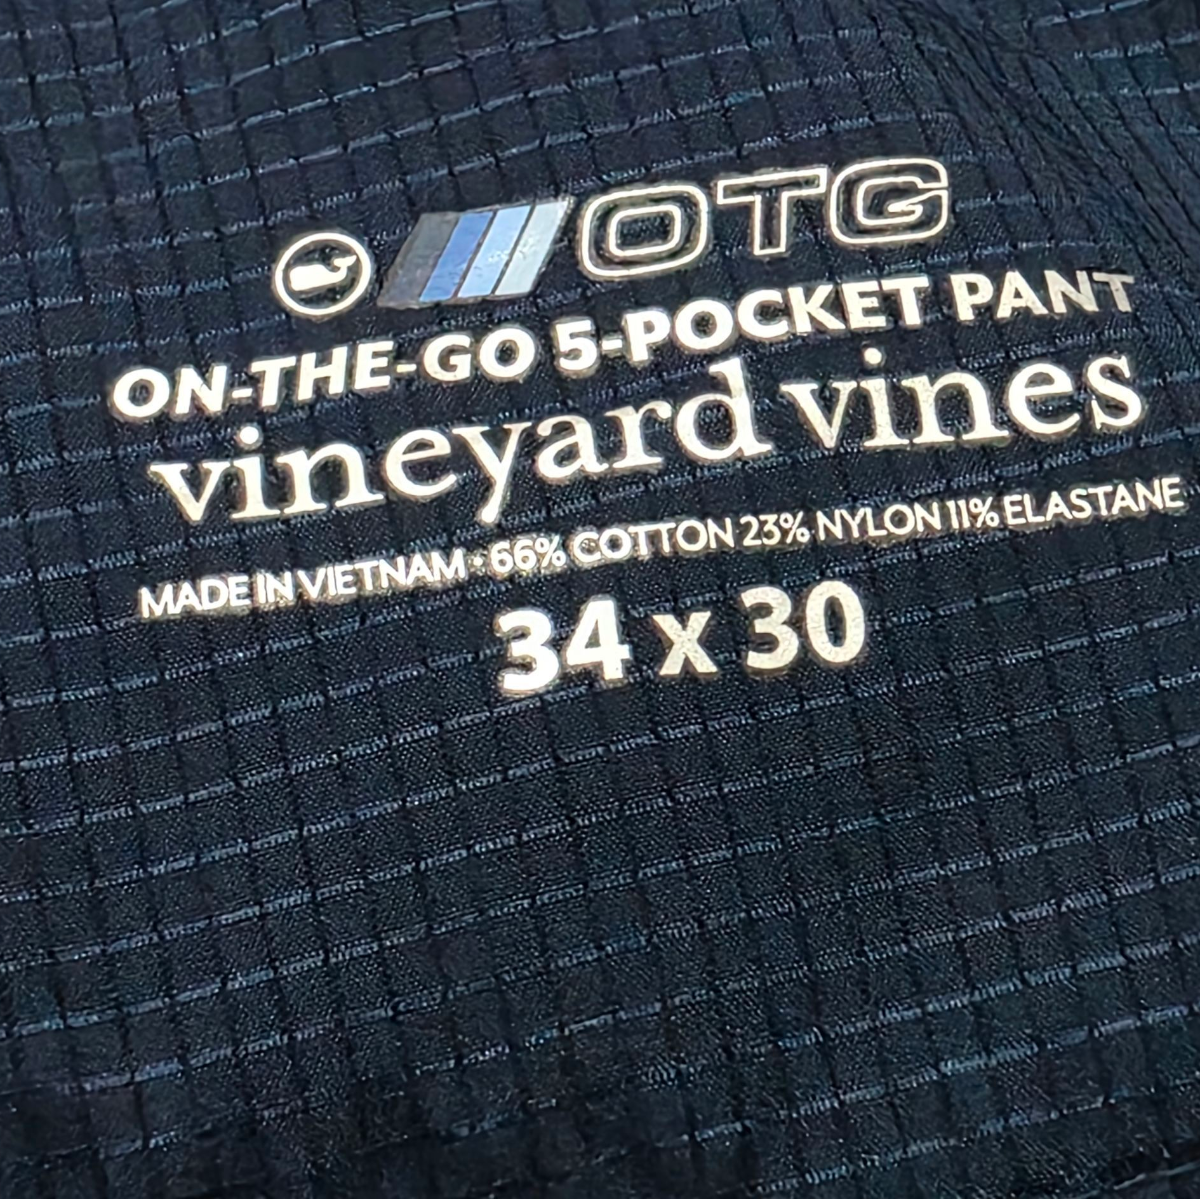 OTG
ON-THE-GO 5-POCKET PANT
vineyard vines
MADE IN VIETNAM · 66% COTTON 23% NYLON 11% ELASTANE
34 x 30